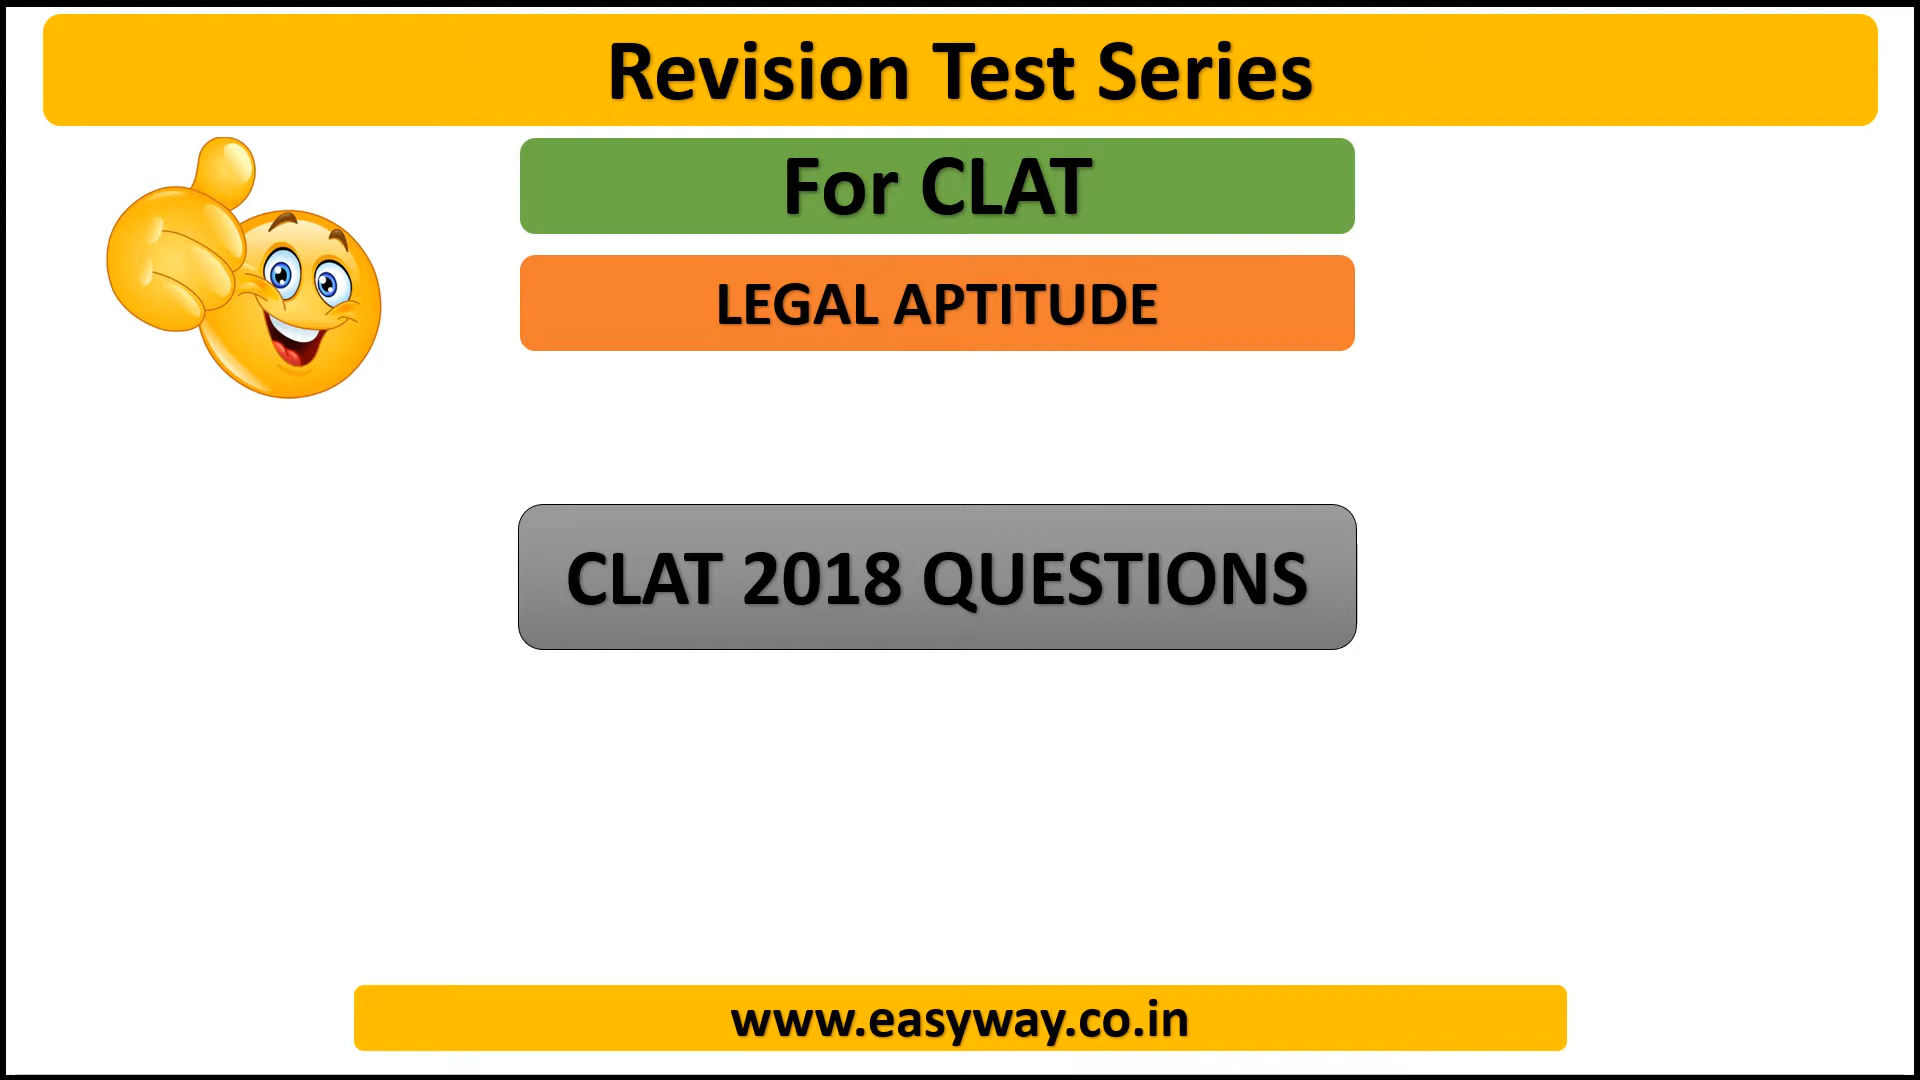 Revision Test Series
For CLAT
LEGAL APTITUDE
CLAT 2018 QUESTIONS
www.easyway.co.in